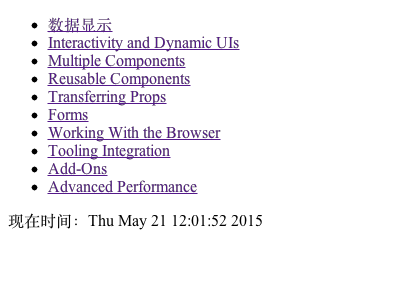 数据显示
Interactivity and Dynamic UIs
Multiple Components
Reusable Components
Transferring Props
Forms
Working With the Browser
Tooling Integration
Add-Ons
Advanced Performance
现在时间：Thu May 21 12:01:52 2015